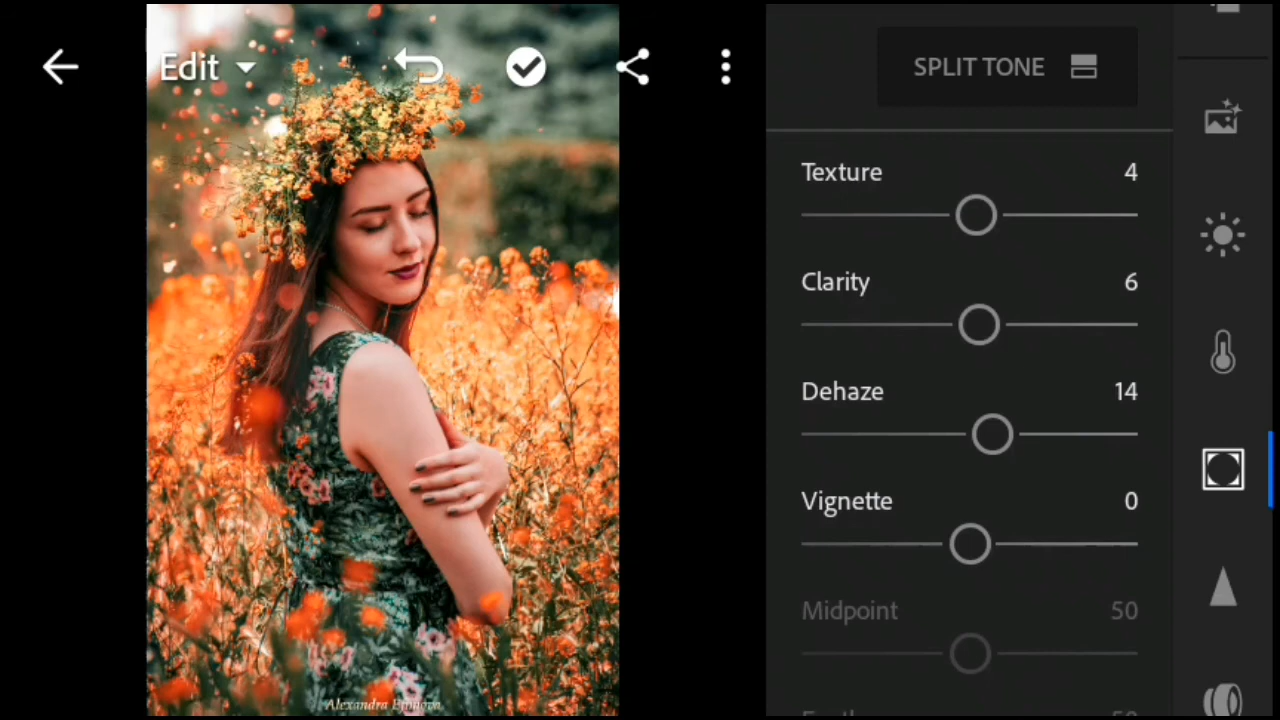 Edit
SPLIT TONE
Texture 4
Clarity 6
Dehaze 14
Vignette 0
Midpoint 50
Alexandra